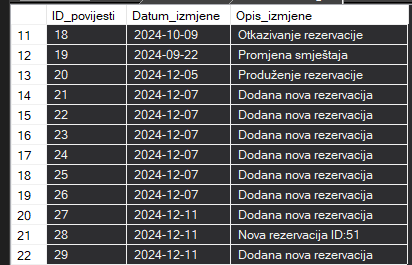 ID_povijesti Datum_izmjene Opis_izmjene
11 18 2024-10-09 Otkazivanje rezervacije
12 19 2024-09-22 Promjena smještaja
13 20 2024-12-05 Produženje rezervacije
14 21 2024-12-07 Dodana nova rezervacija
15 22 2024-12-07 Dodana nova rezervacija
16 23 2024-12-07 Dodana nova rezervacija
17 24 2024-12-07 Dodana nova rezervacija
18 25 2024-12-07 Dodana nova rezervacija
19 26 2024-12-07 Dodana nova rezervacija
20 27 2024-12-11 Dodana nova rezervacija
21 28 2024-12-11 Nova rezervacija ID:51
22 29 2024-12-11 Dodana nova rezervacija